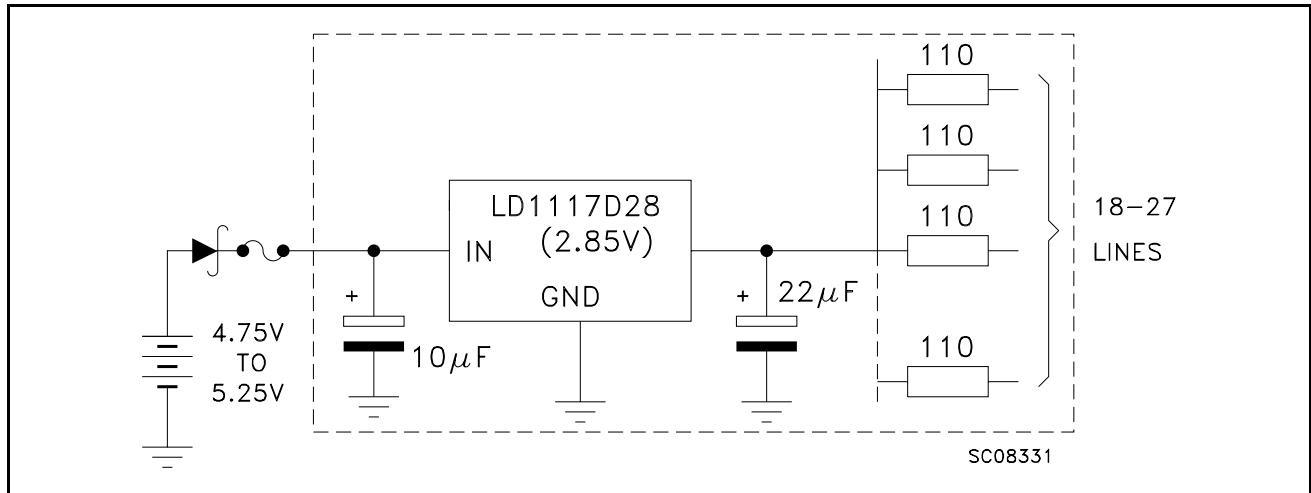 110
110
110
110
18-27
LINES
LD1117D28
(2.85V)
IN
GND
+
10µF
+
22µF
4.75V
TO
5.25V
SC08331